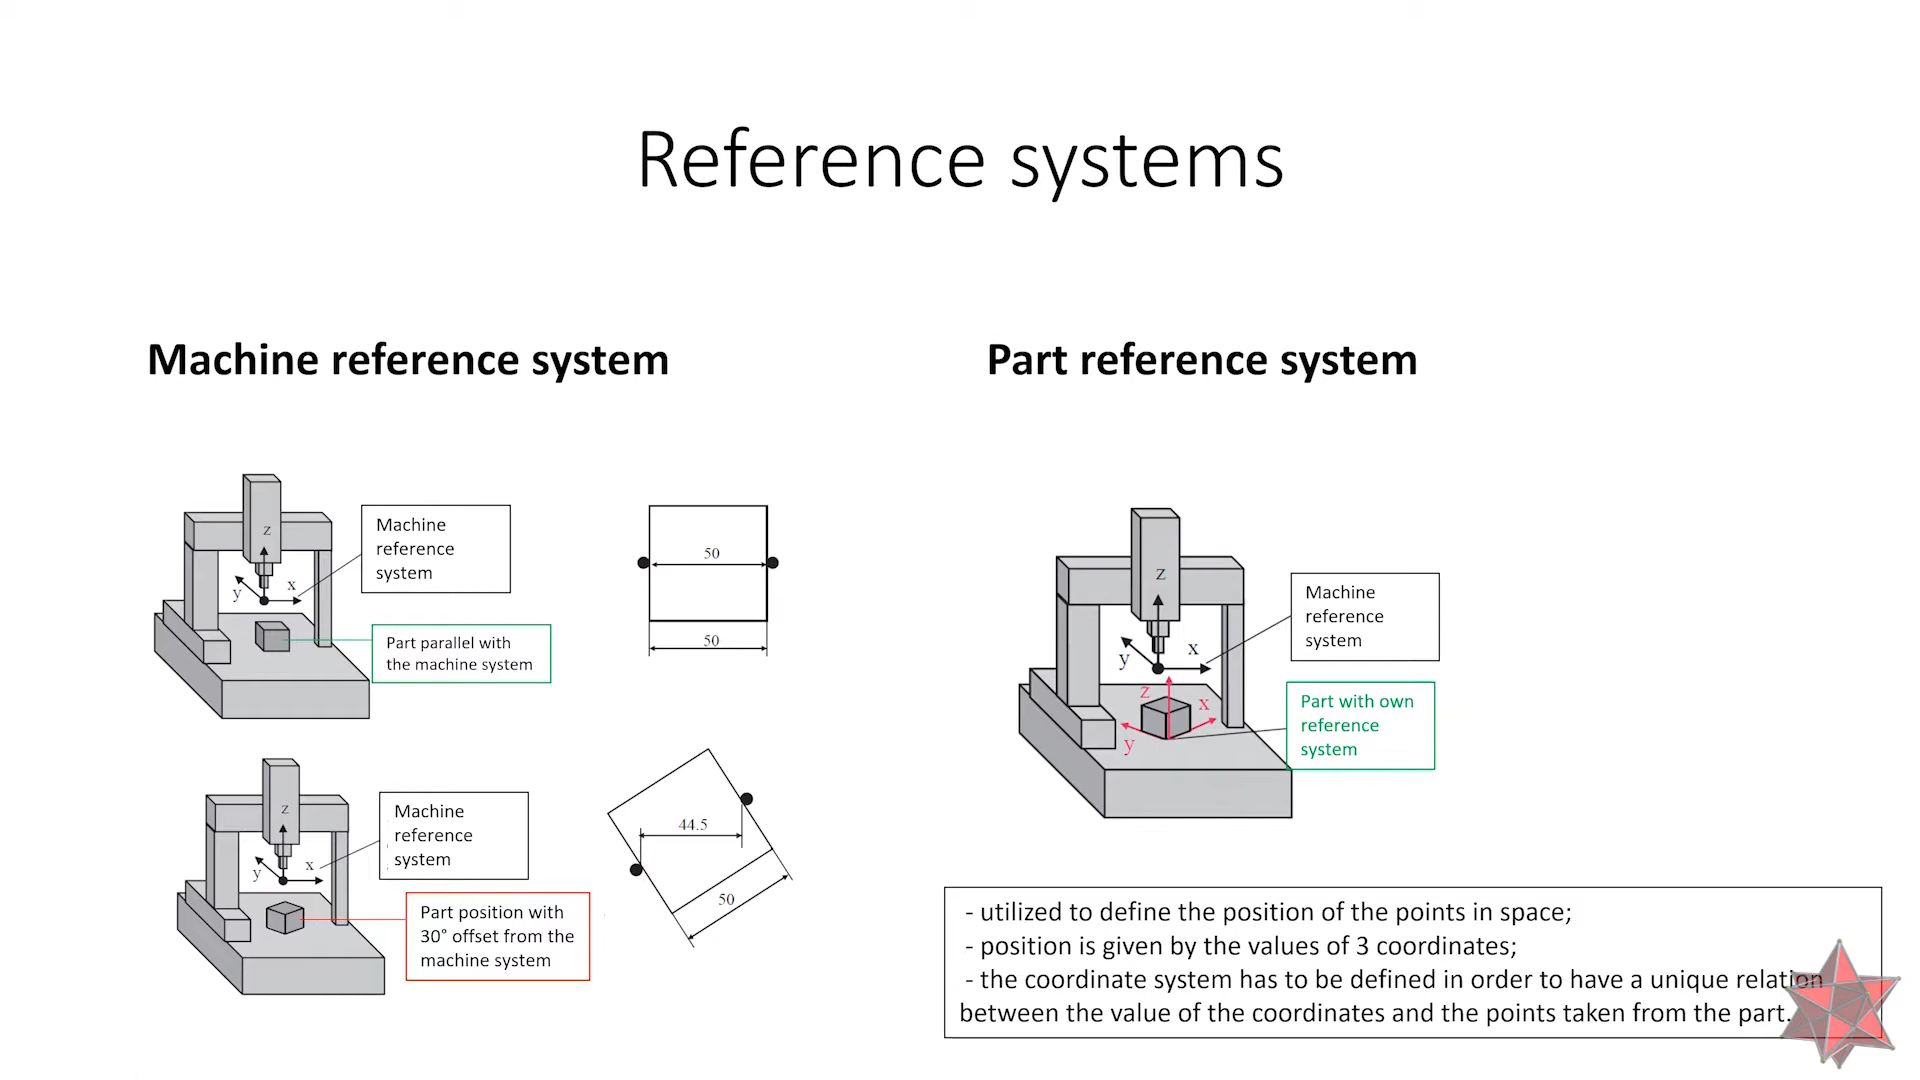 Reference systems
Machine reference system
z
y
x
Machine
reference
system
Part parallel with
the machine system
50
50
z
y
x
Machine
reference
system
Part position with
30° offset from the
machine system
44.5
50
Part reference system
z
y
x
Machine
reference
system
z
x
y
Part with own
reference
system
- utilized to define the position of the points in space;
- position is given by the values of 3 coordinates;
- the coordinate system has to be defined in order to have a unique relation
between the value of the coordinates and the points taken from the part.